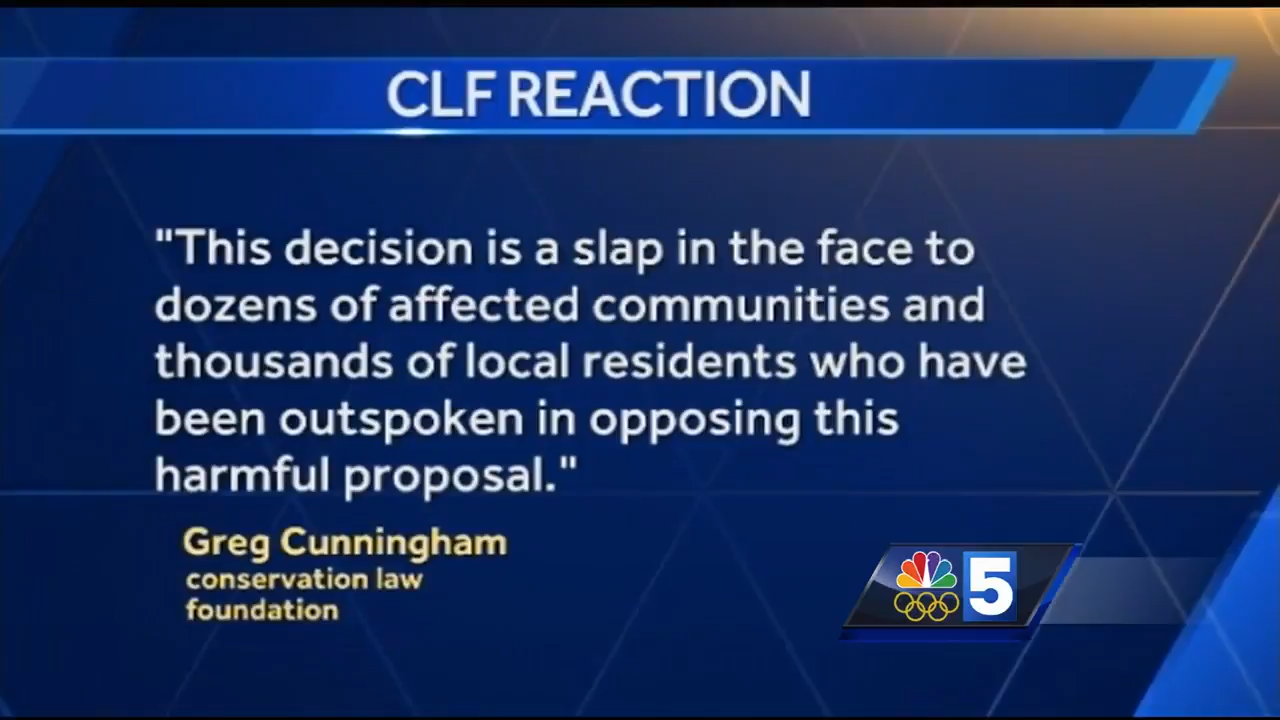 CLF REACTION
"This decision is a slap in the face to
dozens of affected communities and
thousands of local residents who have
been outspoken in opposing this
harmful proposal."
Greg Cunningham
conservation law
foundation
5